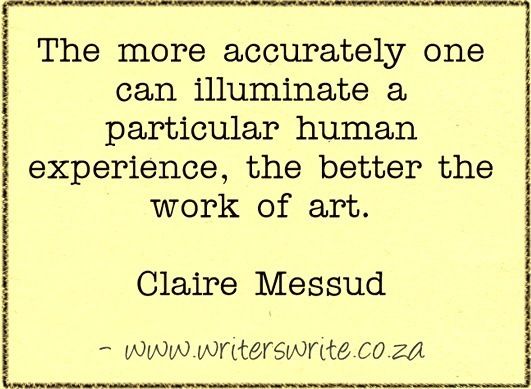 The more accurately one
can illuminate a
particular human
experience, the better the
work of art.
Claire Messud
- www.writerswrite.co.za